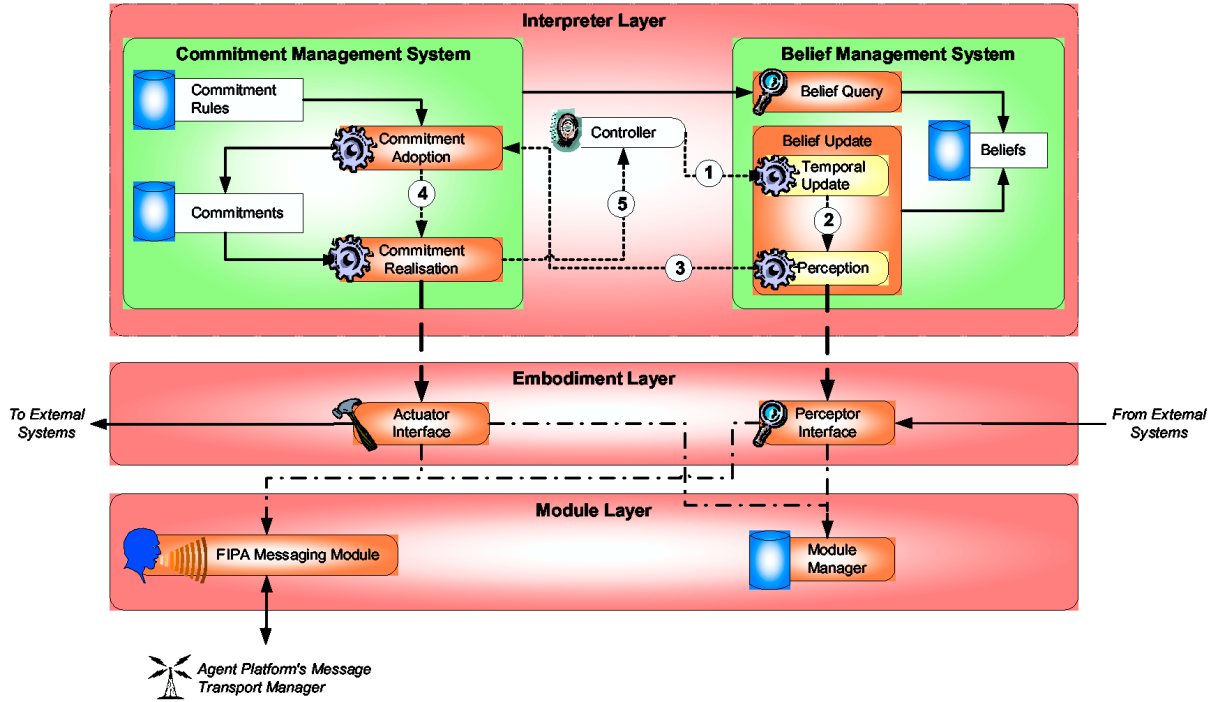 Interpreter Layer
Commitment Management System
Belief Management System
Commitment
Rules
Belief Query
Controller
Commitment
Adoption
Belief Update
Beliefs
Temporal
Update
1
4
5
2
Commitments
Commitment
Realisation
3
Perception
Embodiment Layer
To External
Systems
Actuator
Interface
Perceptor
Interface
From External
Systems
Module Layer
FIPA Messaging Module
Module
Manager
Agent Platform's Message
Transport Manager